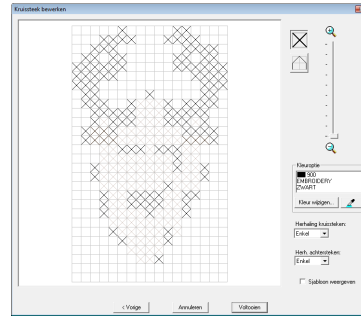 Kruissteek bewerken
Kleuroptie
900
EMBROIDERY
ZWART
Kleur wijzigen...
Herhaling kruissteken:
Enkel
Herh. achtersteken:
Enkel
Sjabloon weergeven
< Vorige
Annuleren
Voltooien